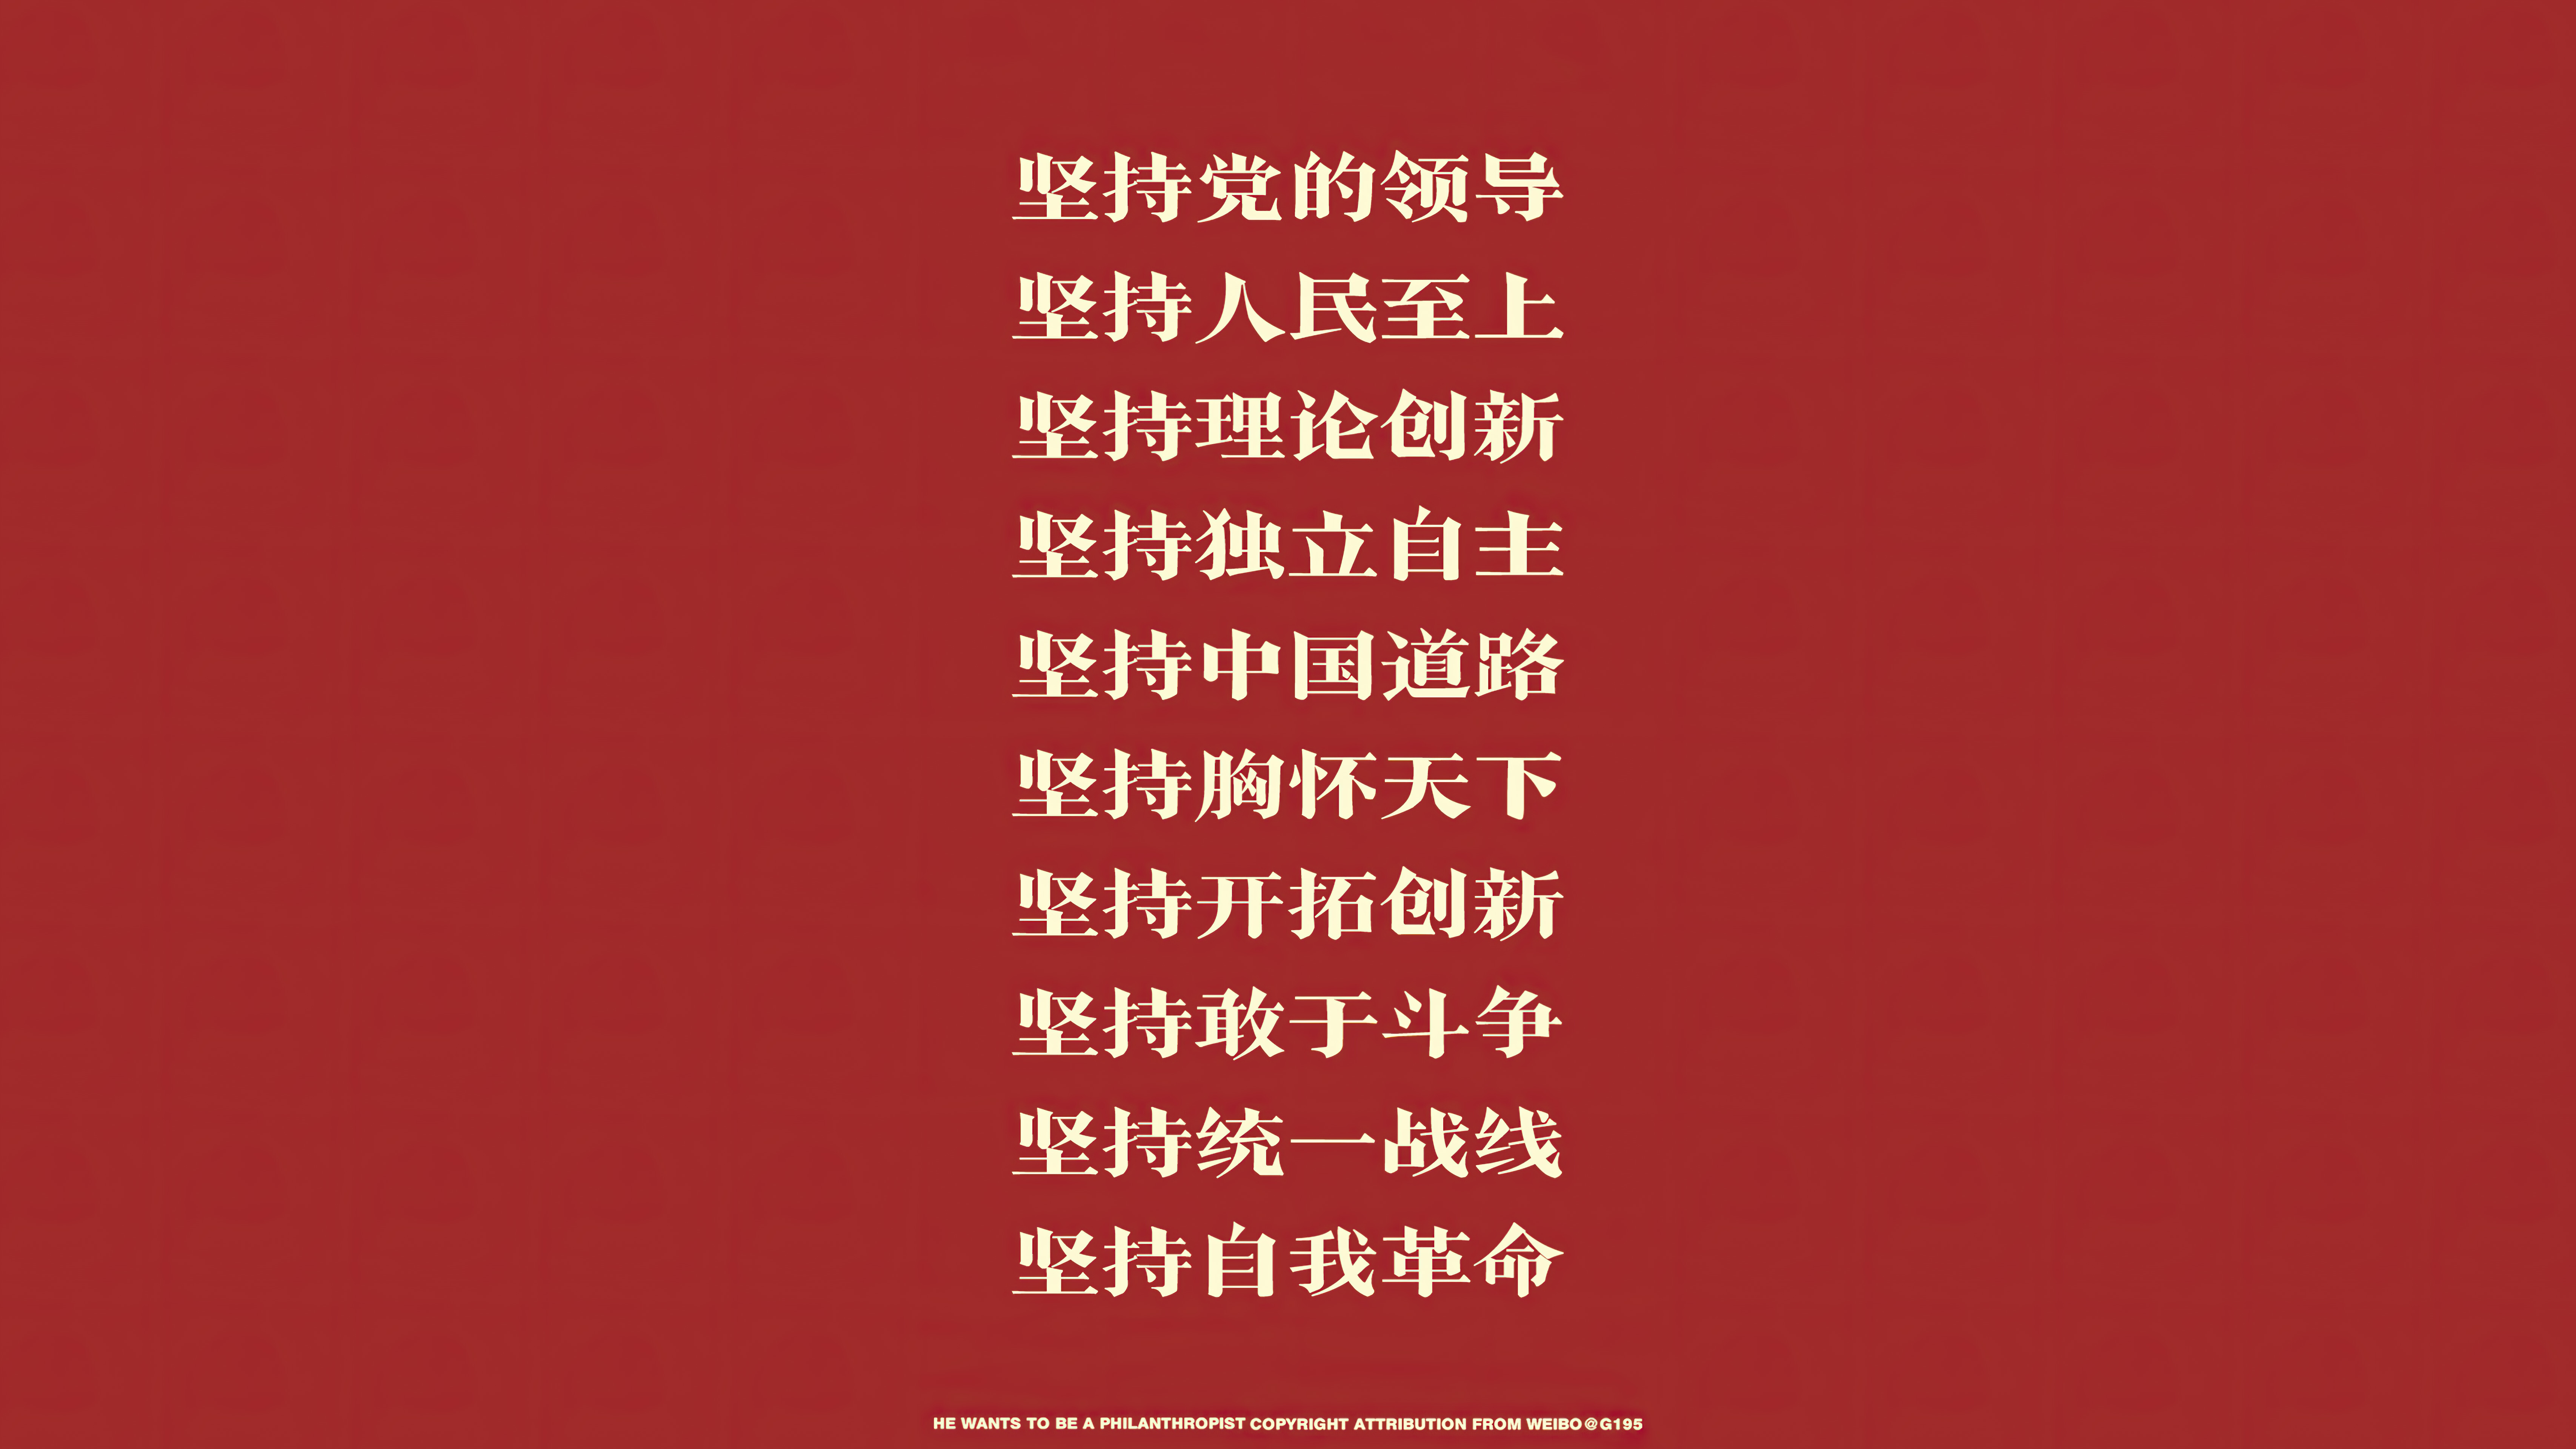 坚持党的领导
坚持人民至上
坚持理论创新
坚持独立自主
坚持中国道路
坚持胸怀天下
坚持开拓创新
坚持敢于斗争
坚持统一战线
坚持自我革命
HE WANTS TO BE A PHILANTHROPIST COPYRIGHT ATTRIBUTION FROM WEIBO@G195